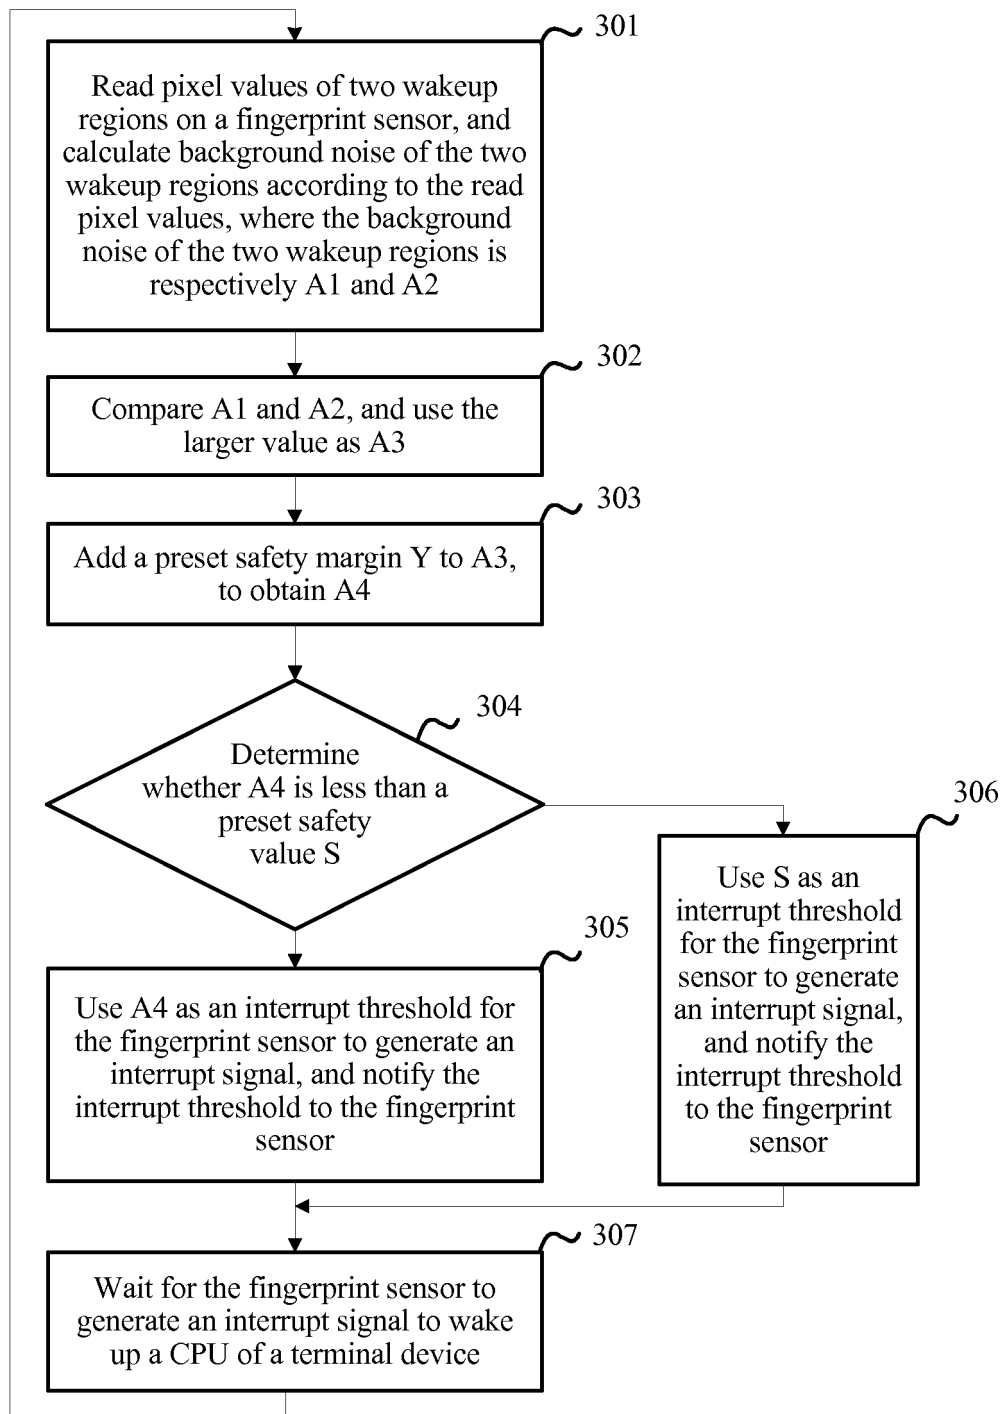 301
Read pixel values of two wakeup
regions on a fingerprint sensor, and
calculate background noise of the two
wakeup regions according to the read
pixel values, where the background
noise of the two wakeup regions is
respectively A1 and A2
302
Compare A1 and A2, and use the
larger value as A3
303
Add a preset safety margin Y to A3,
to obtain A4
304
Determine
whether A4 is less than a
preset safety
value S
305
Use A4 as an interrupt threshold for
the fingerprint sensor to generate an
interrupt signal, and notify the
interrupt threshold to the fingerprint
sensor
306
Use S as an
interrupt threshold
for the fingerprint
sensor to generate
an interrupt signal,
and notify the
interrupt threshold
to the fingerprint
sensor
307
Wait for the fingerprint sensor to
generate an interrupt signal to wake
up a CPU of a terminal device